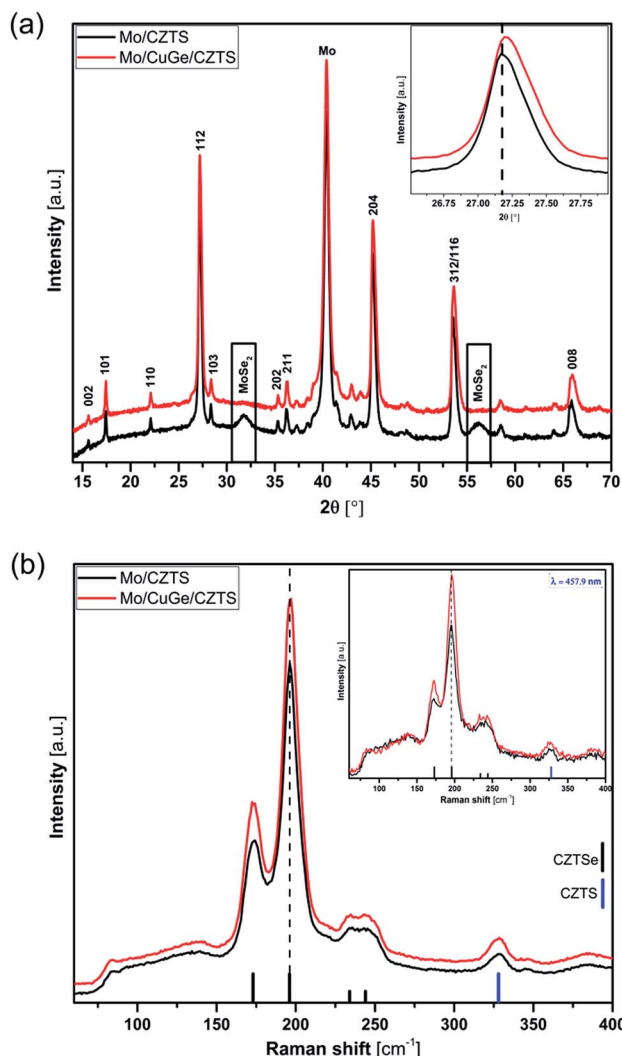 (a)
Mo/CZTS
Mo/CuGe/CZTS
Intensity [a.u.]
2θ [°]
002
101
110
112
103
MoSe2
202
211
Mo
204
312/116
MoSe2
008
15 20 25 30 35 40 45 50 55 60 65 70
Intensity [a.u.]
26.75 27.00 27.25 27.50 27.75
2θ [°]
(b)
Mo/CZTS
Mo/CuGe/CZTS
Intensity [a.u.]
λ = 457.9 nm
Intensity [a.u.]
100 150 200 250 300 350 400
Raman shift [cm-1]
CZTSe
CZTS
100 150 200 250 300 350 400
Raman shift [cm-1]